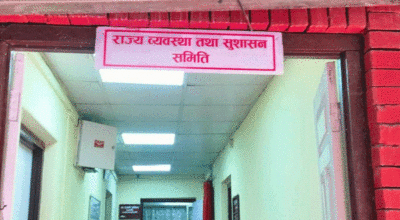 राज्य व्यवस्था तथा सुशासन
समिति